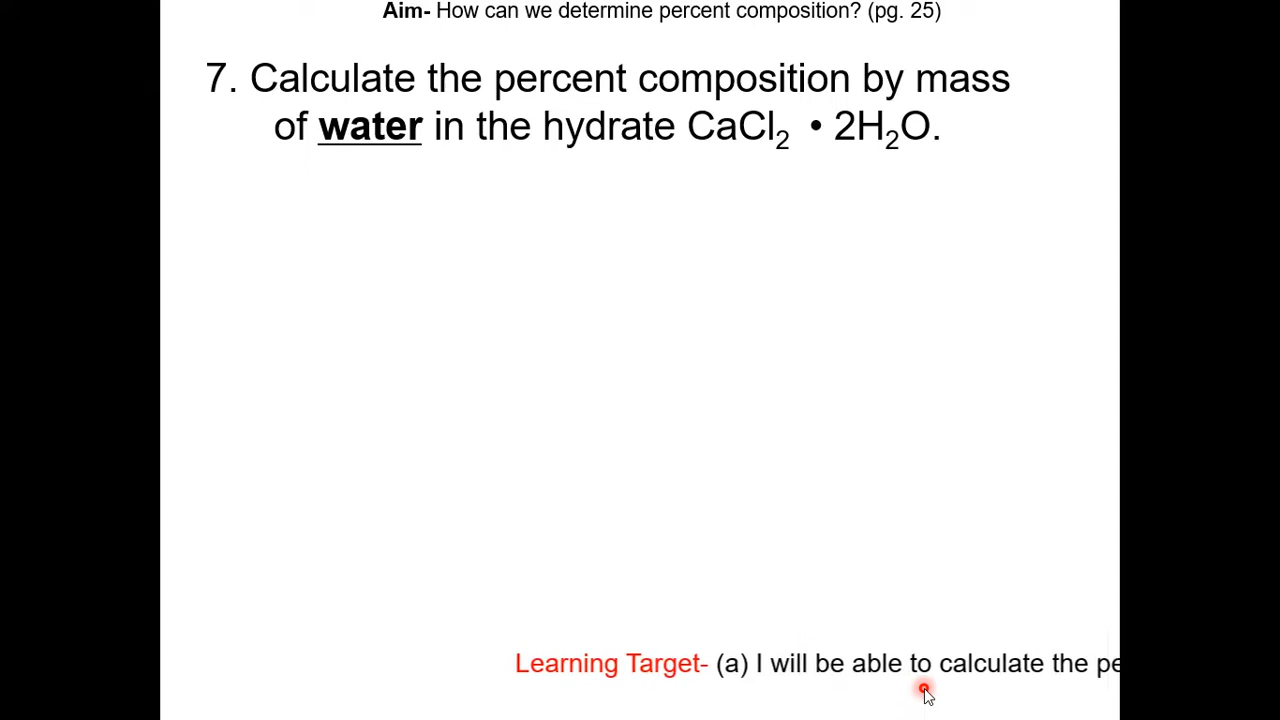 Aim- How can we determine percent composition? (pg. 25)
7. Calculate the percent composition by mass
of water in the hydrate CaCl₂ • 2H₂O.
Learning Target- (a) I will be able to calculate the pe